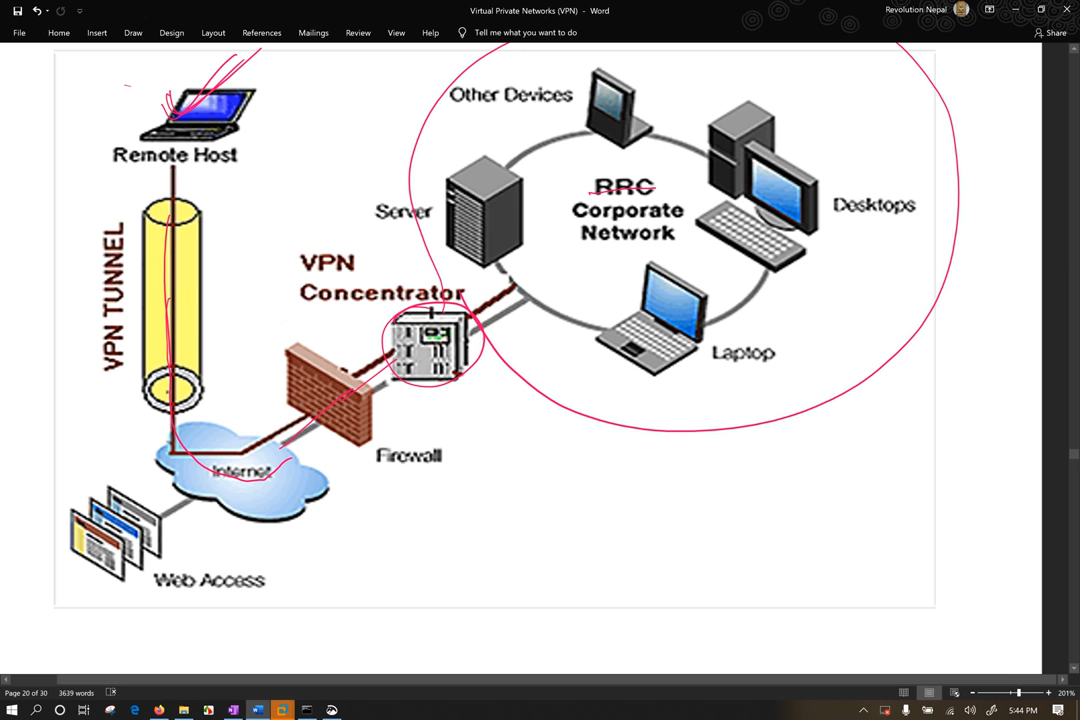 Virtual Private Networks (VPN) - Word
Revolution Nepal
File Home Insert Draw Design Layout References Mailings Review View Help Tell me what you want to do
Share
Other Devices
Remote Host
RRC
Corporate
Network
Server
Desktops
VPN TUNNEL
VPN
Concentrator
Laptop
Firewall
Internet
Web Access
Page 20 of 30 3639 words
201%
5:44 PM